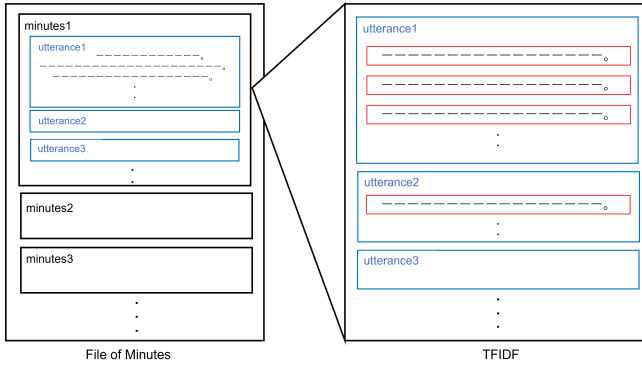 minutes1
utterance1
utterance2
utterance3
minutes2
minutes3
File of Minutes
utterance1
utterance2
utterance3
TFIDF